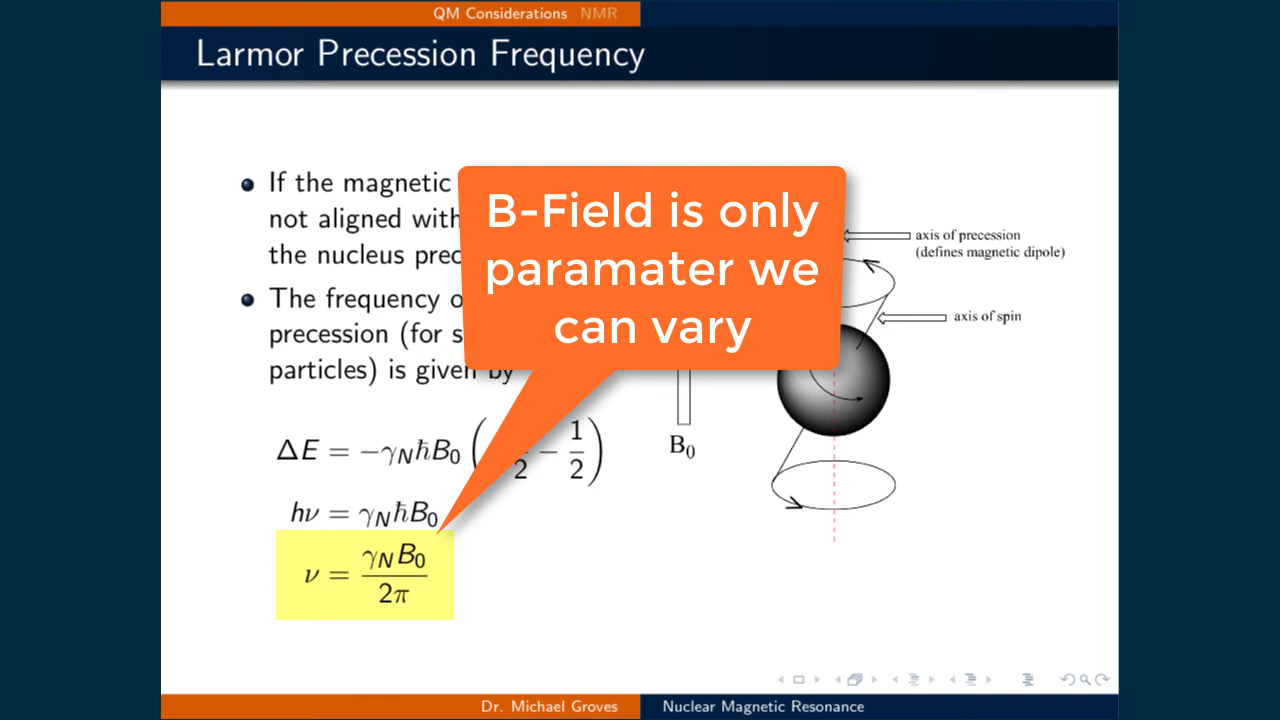 QM Considerations NMR
Larmor Precession Frequency
If the magnetic
not aligned with
the nucleus prec
The frequency o
precession (for s
particles) is given by
B-Field is only
paramater we
can vary
ΔE = −γNℏB0 ( 2 − 1/2 )
hν = γNℏB0
ν = γNB0 / 2π
axis of precession
(defines magnetic dipole)
axis of spin
B0
Dr. Michael Groves Nuclear Magnetic Resonance